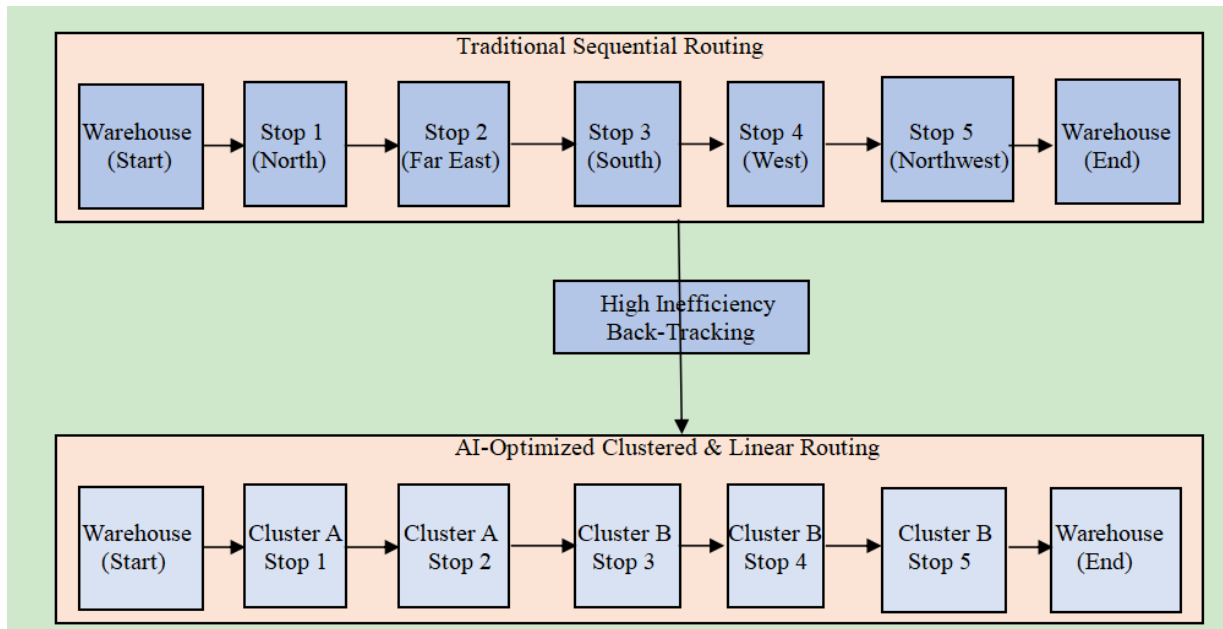 Traditional Sequential Routing
Warehouse
(Start)
Stop 1
(North)
Stop 2
(Far East)
Stop 3
(South)
Stop 4
(West)
Stop 5
(Northwest)
Warehouse
(End)
High Inefficiency
Back-Tracking
AI-Optimized Clustered & Linear Routing
Warehouse
(Start)
Cluster A
Stop 1
Cluster A
Stop 2
Cluster B
Stop 3
Cluster B
Stop 4
Cluster B
Stop 5
Warehouse
(End)